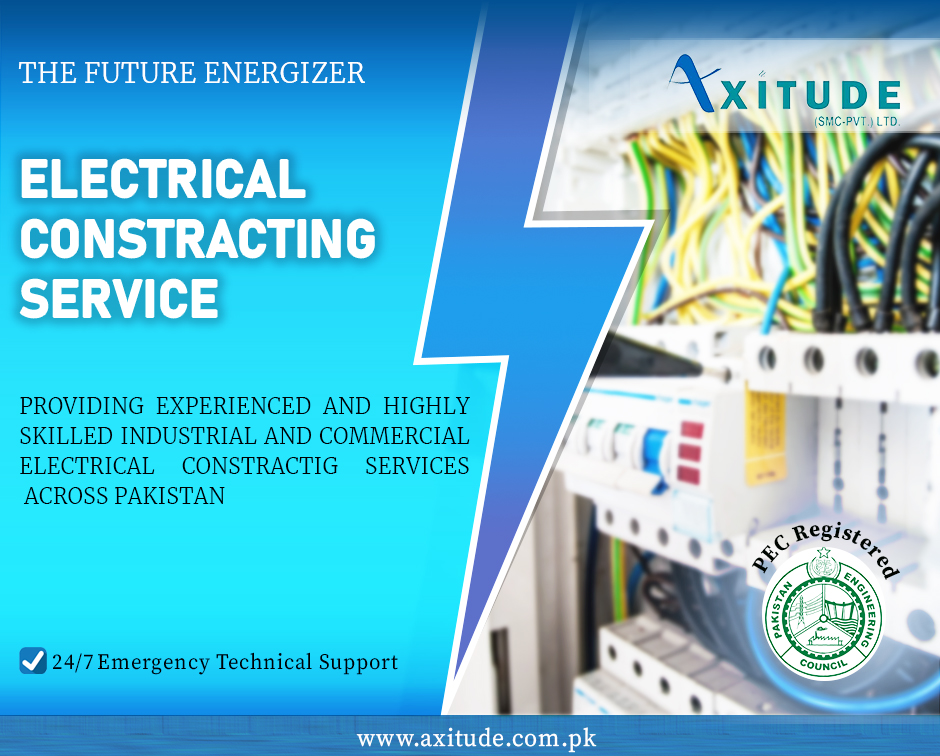 THE FUTURE ENERGIZER
AXITUDE
(SMC-PVT.) LTD.
ELECTRICAL
CONSTRACTING
SERVICE
PROVIDING EXPERIENCED AND HIGHLY
SKILLED INDUSTRIAL AND COMMERCIAL
ELECTRICAL CONSTRACTIG SERVICES
ACROSS PAKISTAN
PEC Registered
PAKISTAN ENGINEERING
COUNCIL
24/7 Emergency Technical Support
www.axitude.com.pk